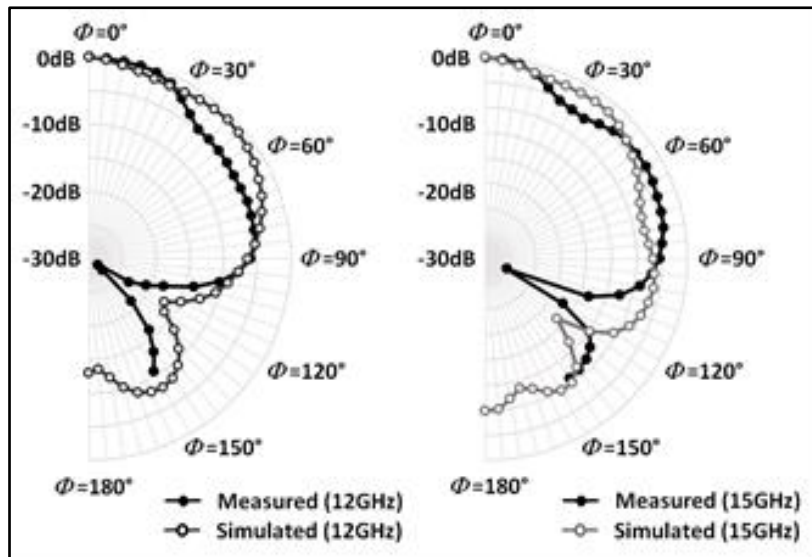 Φ=0°
0dB
Φ=30°
-10dB
Φ=60°
-20dB
-30dB
Φ=90°
Φ=120°
Φ=150°
Φ=180°
Measured (12GHz)
Simulated (12GHz)
Φ=0°
0dB
Φ=30°
-10dB
Φ=60°
-20dB
-30dB
Φ=90°
Φ=120°
Φ=150°
Φ=180°
Measured (15GHz)
Simulated (15GHz)